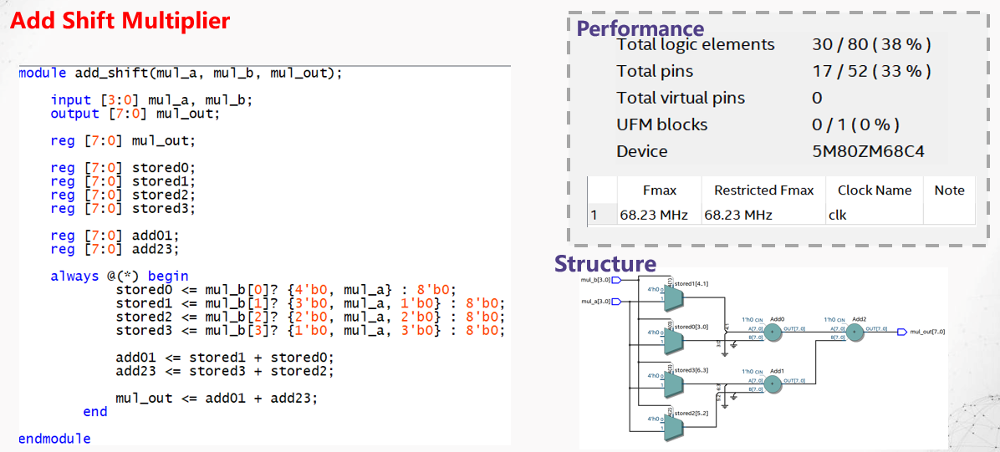 Add Shift Multiplier
module add_shift(mul_a, mul_b, mul_out);
input [3:0] mul_a, mul_b;
output [7:0] mul_out;
reg [7:0] mul_out;
reg [7:0] stored0;
reg [7:0] stored1;
reg [7:0] stored2;
reg [7:0] stored3;
reg [7:0] add01;
reg [7:0] add23;
always @(*) begin
stored0 <= mul_b[0]? {4'b0, mul_a} : 8'b0;
stored1 <= mul_b[1]? {3'b0, mul_a, 1'b0} : 8'b0;
stored2 <= mul_b[2]? {2'b0, mul_a, 2'b0} : 8'b0;
stored3 <= mul_b[3]? {1'b0, mul_a, 3'b0} : 8'b0;
add01 <= stored1 + stored0;
add23 <= stored3 + stored2;
mul_out <= add01 + add23;
end
endmodule
Performance
Total logic elements 30 / 80 ( 38 % )
Total pins 17 / 52 ( 33 % )
Total virtual pins 0
UFM blocks 0 / 1 ( 0 % )
Device 5M80ZM68C4
Fmax Restricted Fmax Clock Name Note
1 68.23 MHz 68.23 MHz clk
Structure
mul_b[3..0]
mul_a[3..0]
stored1[4..1]
4'h0 0
1
stored0[3..0]
4'h0 0
1
stored3[6..3]
4'h0 0
1
stored2[5..2]
4'h0 0
1
1'h0 CIN Add0
A[7..0] OUT[7..0]
B[7..0]
1'h0 CIN Add1
A[7..0] OUT[7..0]
B[7..0]
1'h0 CIN Add2
A[7..0] OUT[7..0]
B[7..0]
mul_out[7..0]